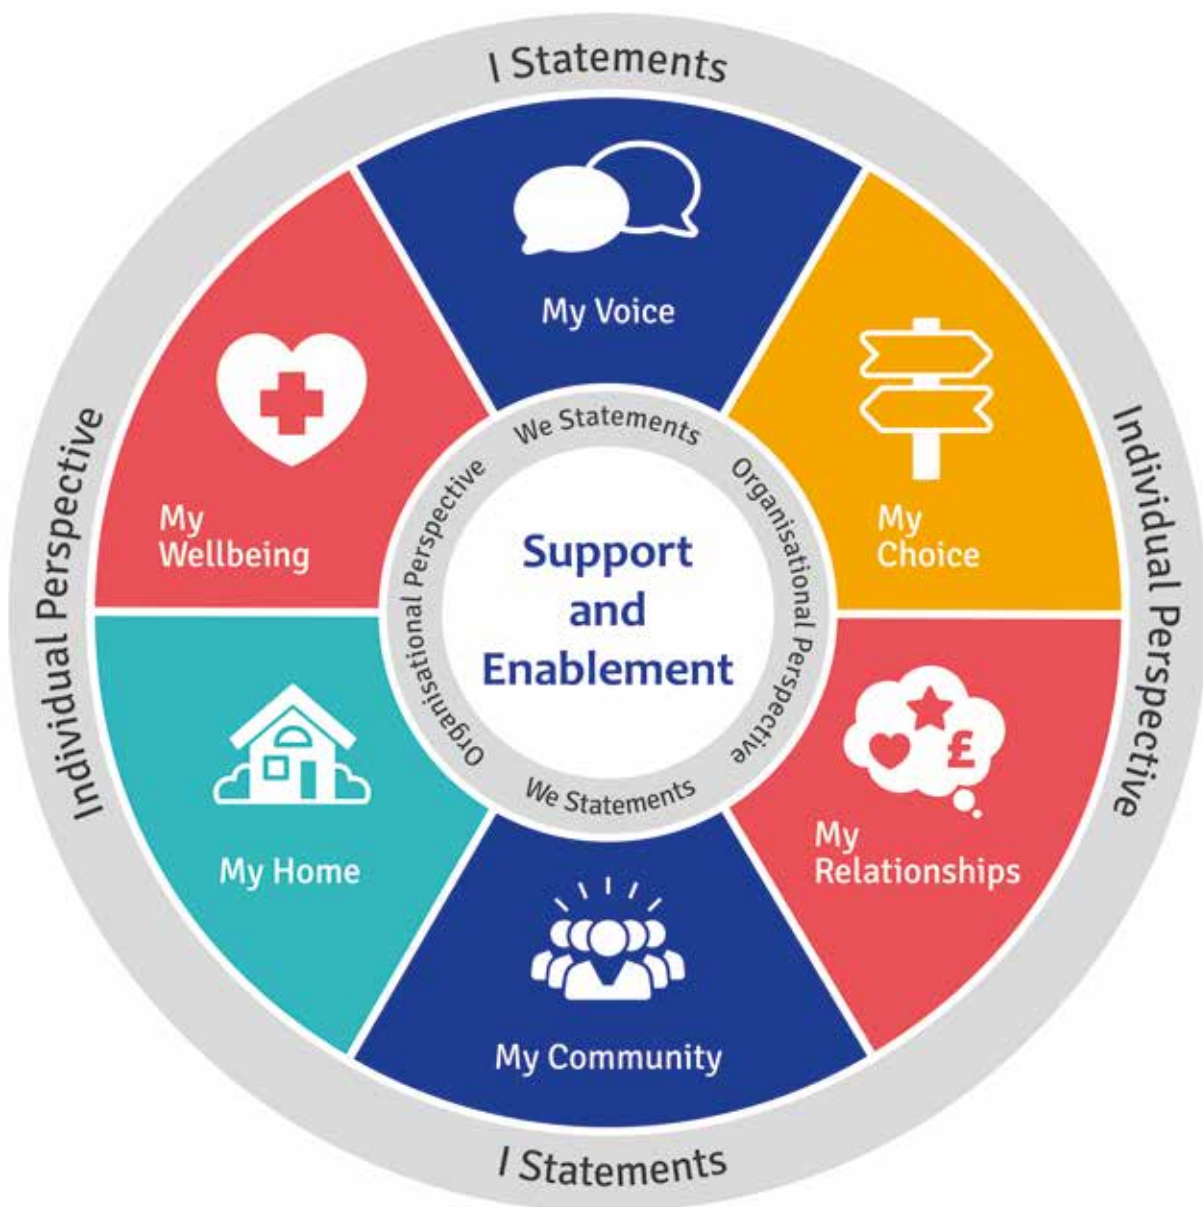 I Statements
Individual Perspective
Individual Perspective
My Voice
My
Choice
My
Relationships
£
My Community
My Home
My
Wellbeing
We Statements
Organisational Perspective
Organisational Perspective
We Statements
Support
and
Enablement
I Statements